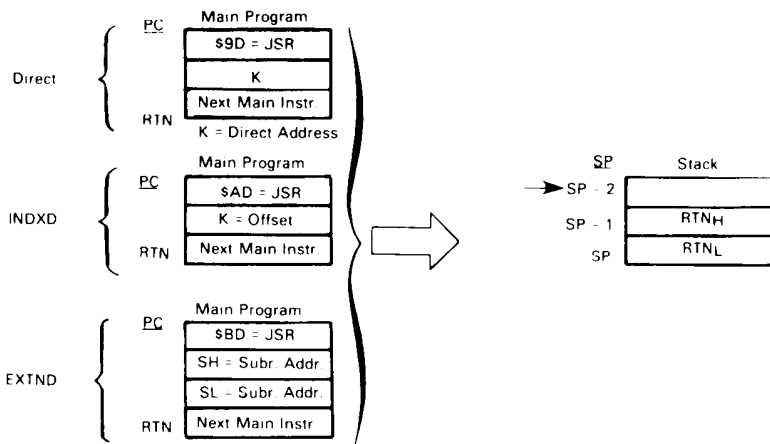 Direct
PC
Main Program
$9D = JSR
K
Next Main Instr.
RTN
K = Direct Address
INDXD
Main Program
PC
$AD = JSR
K = Offset
Next Main Instr.
RTN
EXTND
Main Program
PC
$BD = JSR
SH = Subr. Addr.
SL = Subr. Addr.
Next Main Instr
RTN
SP
Stack
SP - 2
SP - 1
RTNH
SP
RTNL